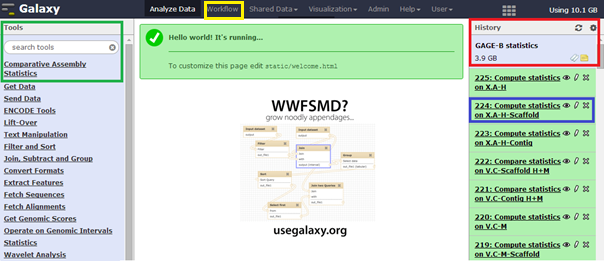 Galaxy
Analyze Data Workflow Shared Data Visualization Admin Help User Using 10.1 GB
Tools
search tools
Comparative Assembly
Statistics
Get Data
Send Data
ENCODE Tools
Lift-Over
Text Manipulation
Filter and Sort
Join, Subtract and Group
Convert Formats
Extract Features
Fetch Sequences
Fetch Alignments
Get Genomic Scores
Operate on Genomic Intervals
Statistics
Wavelet Analysis
Hello world! It's running...
To customize this page edit static/welcome.html
WWFSMD?
grow noodly appendages...
usegalaxy.org
History
GAGE-B statistics
3.9 GB
225: Compute statistics
on X.A-H
224: Compute statistics
on X.A-H-Scaffold
223: Compute statistics
on X.A-H-Contig
222: Compare statistics
on V.C-Scaffold H+M
221: Compute statistics
on V.C-Contig H+M
220: Compute statistics
on V.C-M
219: Compute statistics
on V.C-M-Scaffold